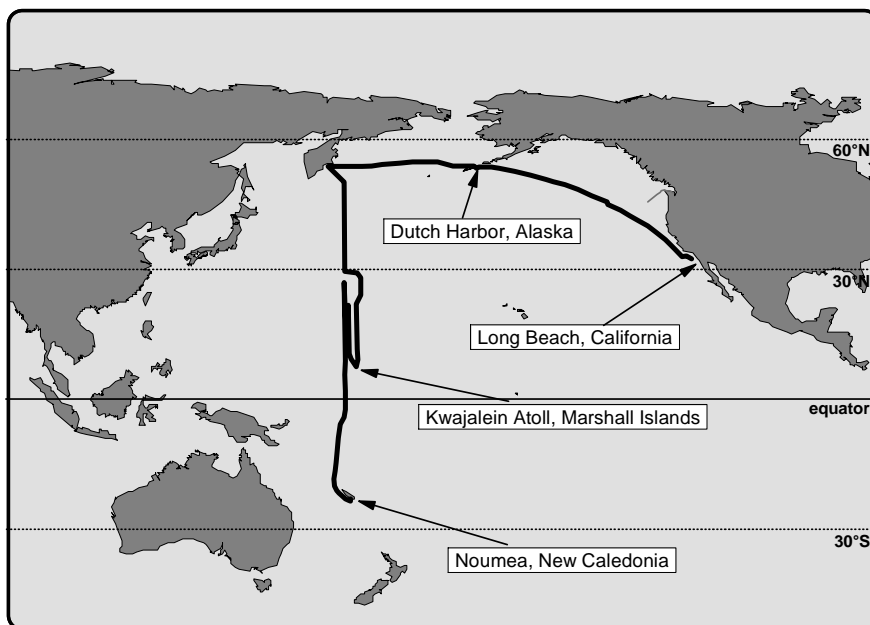 60°N
Dutch Harbor, Alaska
30°N
Long Beach, California
equator
Kwajalein Atoll, Marshall Islands
30°S
Noumea, New Caledonia